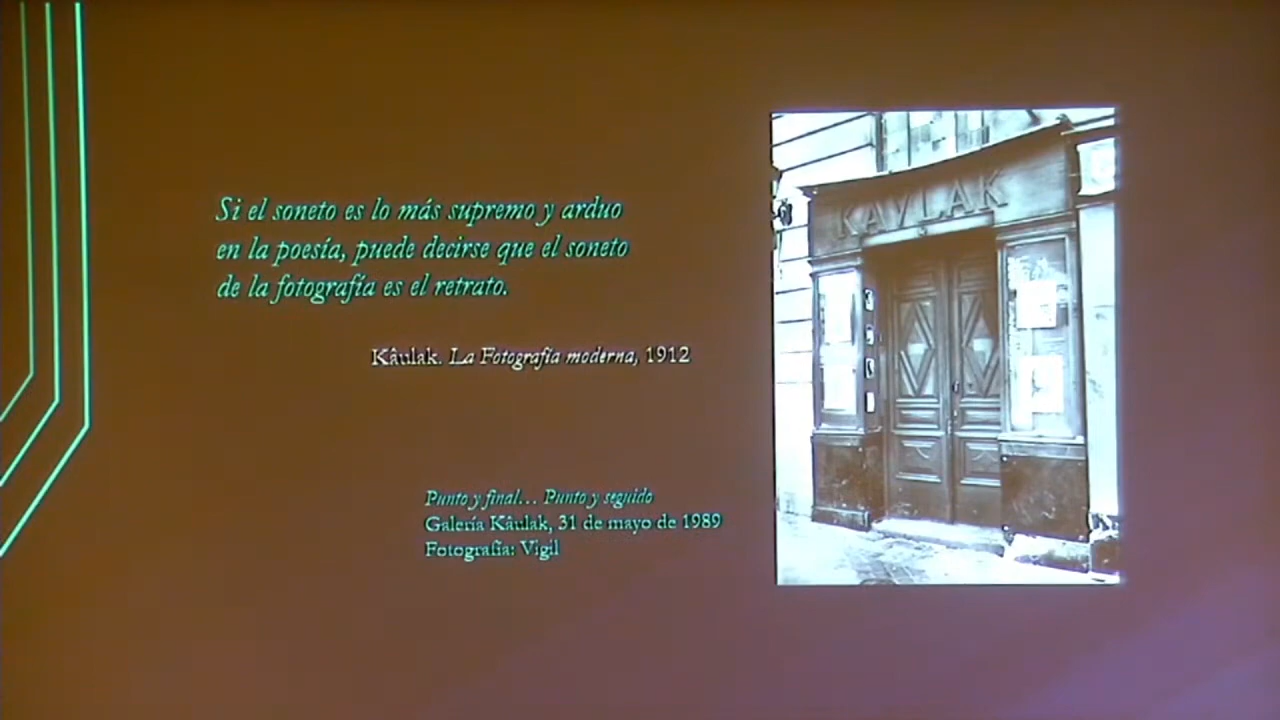 Si el soneto es lo más supremo y arduo
en la poesía, puede decirse que el soneto
de la fotografía es el retrato.
Kâulak. La Fotografía moderna, 1912
Punto y final... Punto y seguido
Galería Kâulak, 31 de mayo de 1989
Fotografía: Vigil
KAVLAK